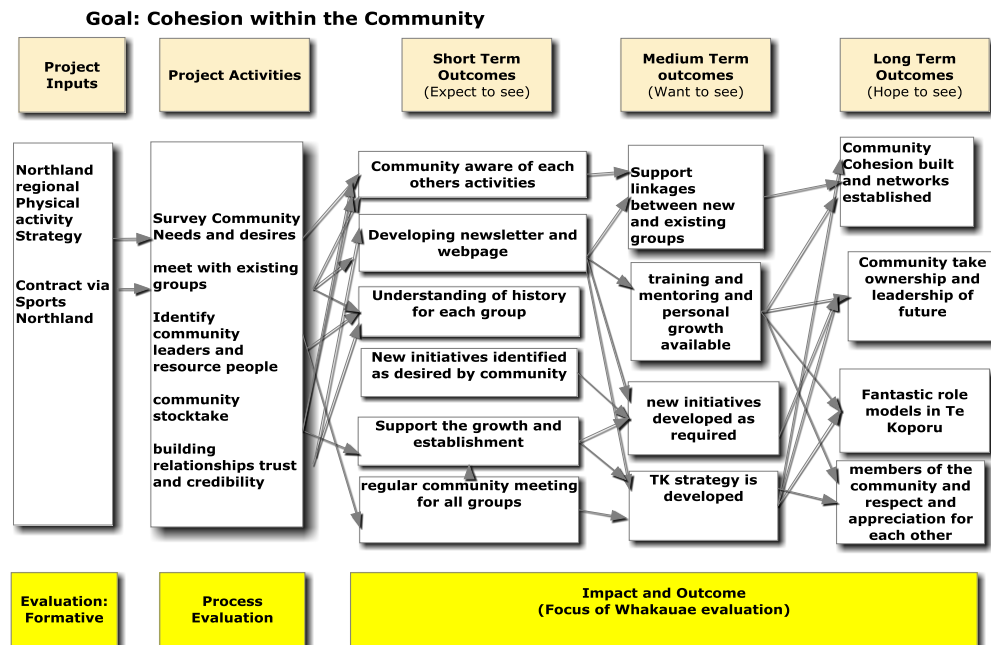 Goal: Cohesion within the Community
Project
Inputs
Project Activities
Short Term
Outcomes
(Expect to see)
Medium Term
outcomes
(Want to see)
Long Term
Outcomes
(Hope to see)
Northland
regional
Physical
activity
Strategy
Contract via
Sports
Northland
Survey Community
Needs and desires
meet with existing
groups
Identify
community
leaders and
resource people
community
stocktake
building
relationships trust
and credibility
Community aware of each
others activities
Developing newsletter and
webpage
Understanding of history
for each group
New initiatives identified
as desired by community
Support the growth and
establishment
regular community meeting
for all groups
Support
linkages
between new
and existing
groups
training and
mentoring and
personal
growth
available
new initiatives
developed as
required
TK strategy is
developed
Community
Cohesion built
and networks
established
Community take
ownership and
leadership of
future
Fantastic role
models in Te
Koporu
members of the
community and
respect and
appreciation for
each other
Evaluation:
Formative
Process
Evaluation
Impact and Outcome
(Focus of Whakauae evaluation)